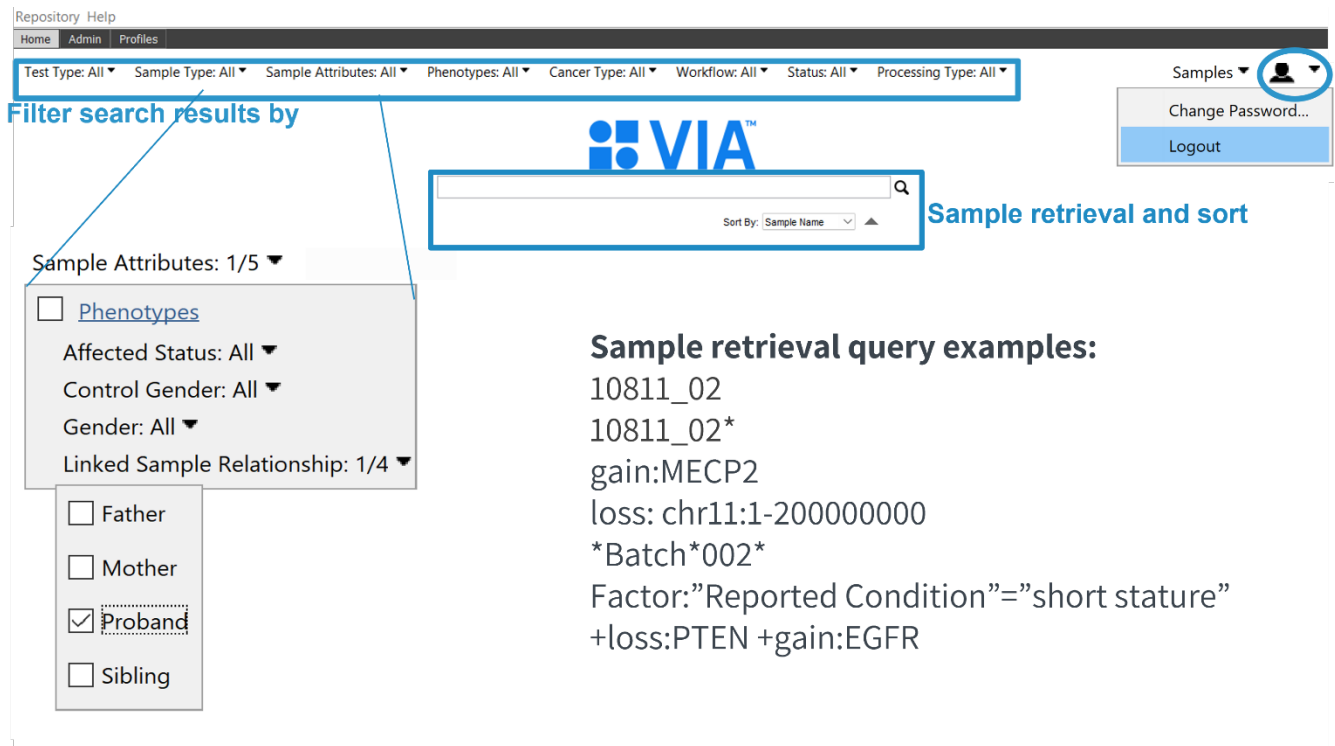 Repository Help
Home Admin Profiles
Test Type: All Sample Type: All Sample Attributes: All Phenotypes: All Cancer Type: All Workflow: All Status: All Processing Type: All Samples
Filter search results by
Change Password...
Logout
VIA™
Sort By: Sample Name
Sample retrieval and sort
Sample Attributes: 1/5
Phenotypes
Affected Status: All
Control Gender: All
Gender: All
Linked Sample Relationship: 1/4
Father
Mother
Proband
Sibling
Sample retrieval query examples:
10811_02
10811_02*
gain:MECP2
loss: chr11:1-200000000
*Batch*002*
Factor:”Reported Condition”=”short stature”
+loss:PTEN +gain:EGFR